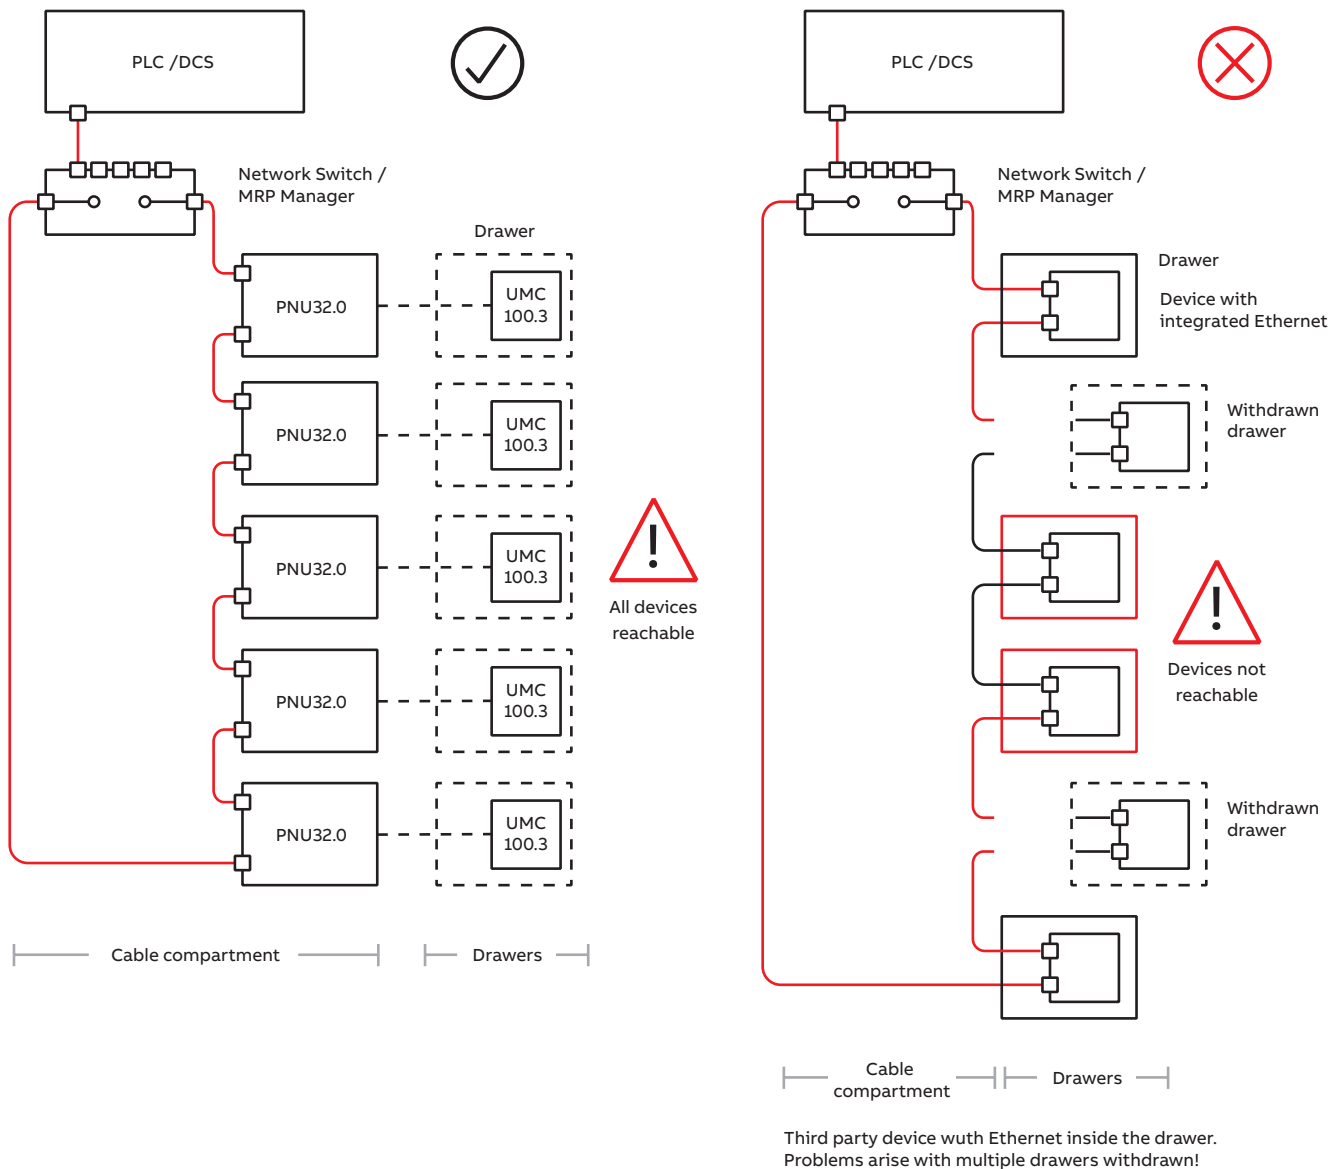 PLC /DCS
Network Switch /
MRP Manager
Drawer
PNU32.0
UMC
100.3
PNU32.0
UMC
100.3
PNU32.0
UMC
100.3
PNU32.0
UMC
100.3
PNU32.0
UMC
100.3
!
All devices
reachable
Cable compartment
Drawers
PLC /DCS
Network Switch /
MRP Manager
Drawer
Device with
integrated Ethernet
Withdrawn
drawer
!
Devices not
reachable
Withdrawn
drawer
Cable
compartment
Drawers
Third party device wuth Ethernet inside the drawer.
Problems arise with multiple drawers withdrawn!